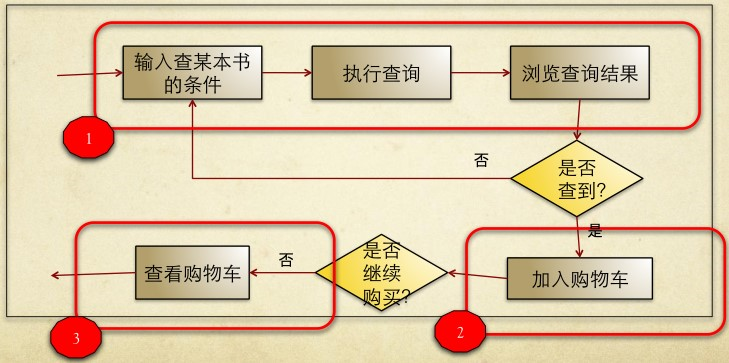 输入查某本书
的条件
执行查询
浏览查询结果
1
否
是否
查到?
是
查看购物车
否
是否
继续
购买?
加入购物车
3
2